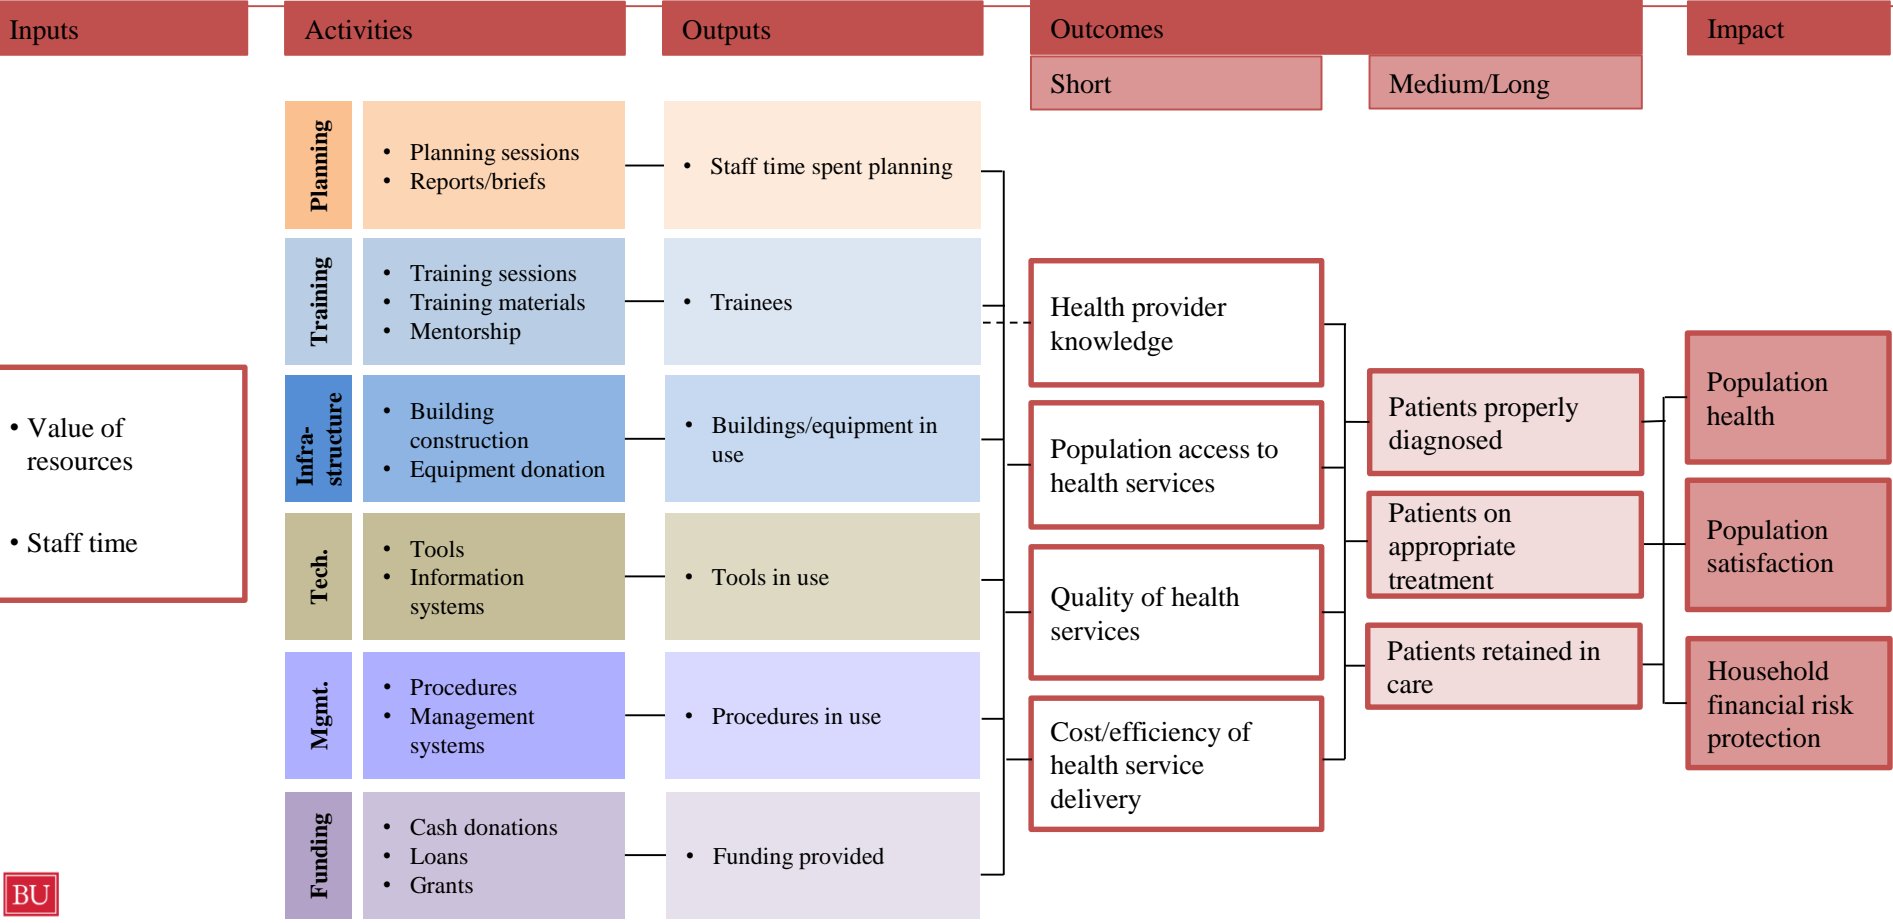 Inputs
Activities
Outputs
Outcomes
Impact
Short
Medium/Long
• Value of
resources
• Staff time
Planning
• Planning sessions
• Reports/briefs
• Staff time spent planning
Training
• Training sessions
• Training materials
• Mentorship
• Trainees
Infra-
structure
• Building
construction
• Equipment donation
• Buildings/equipment in
use
Tech.
• Tools
• Information
systems
• Tools in use
Mgmt.
• Procedures
• Management
systems
• Procedures in use
Funding
• Cash donations
• Loans
• Grants
• Funding provided
Health provider
knowledge
Population access to
health services
Quality of health
services
Cost/efficiency of
health service
delivery
Patients properly
diagnosed
Patients on
appropriate
treatment
Patients retained in
care
Population
health
Population
satisfaction
Household
financial risk
protection
BU